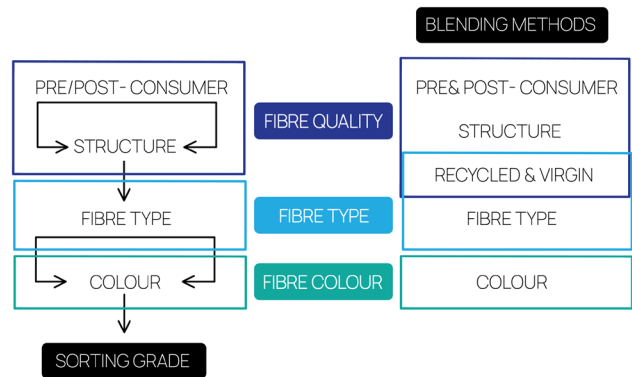 BLENDING METHODS
PRE/POST- CONSUMER
STRUCTURE
FIBRE TYPE
COLOUR
SORTING GRADE
FIBRE QUALITY
FIBRE TYPE
FIBRE COLOUR
PRE& POST- CONSUMER
STRUCTURE
RECYCLED & VIRGIN
FIBRE TYPE
COLOUR